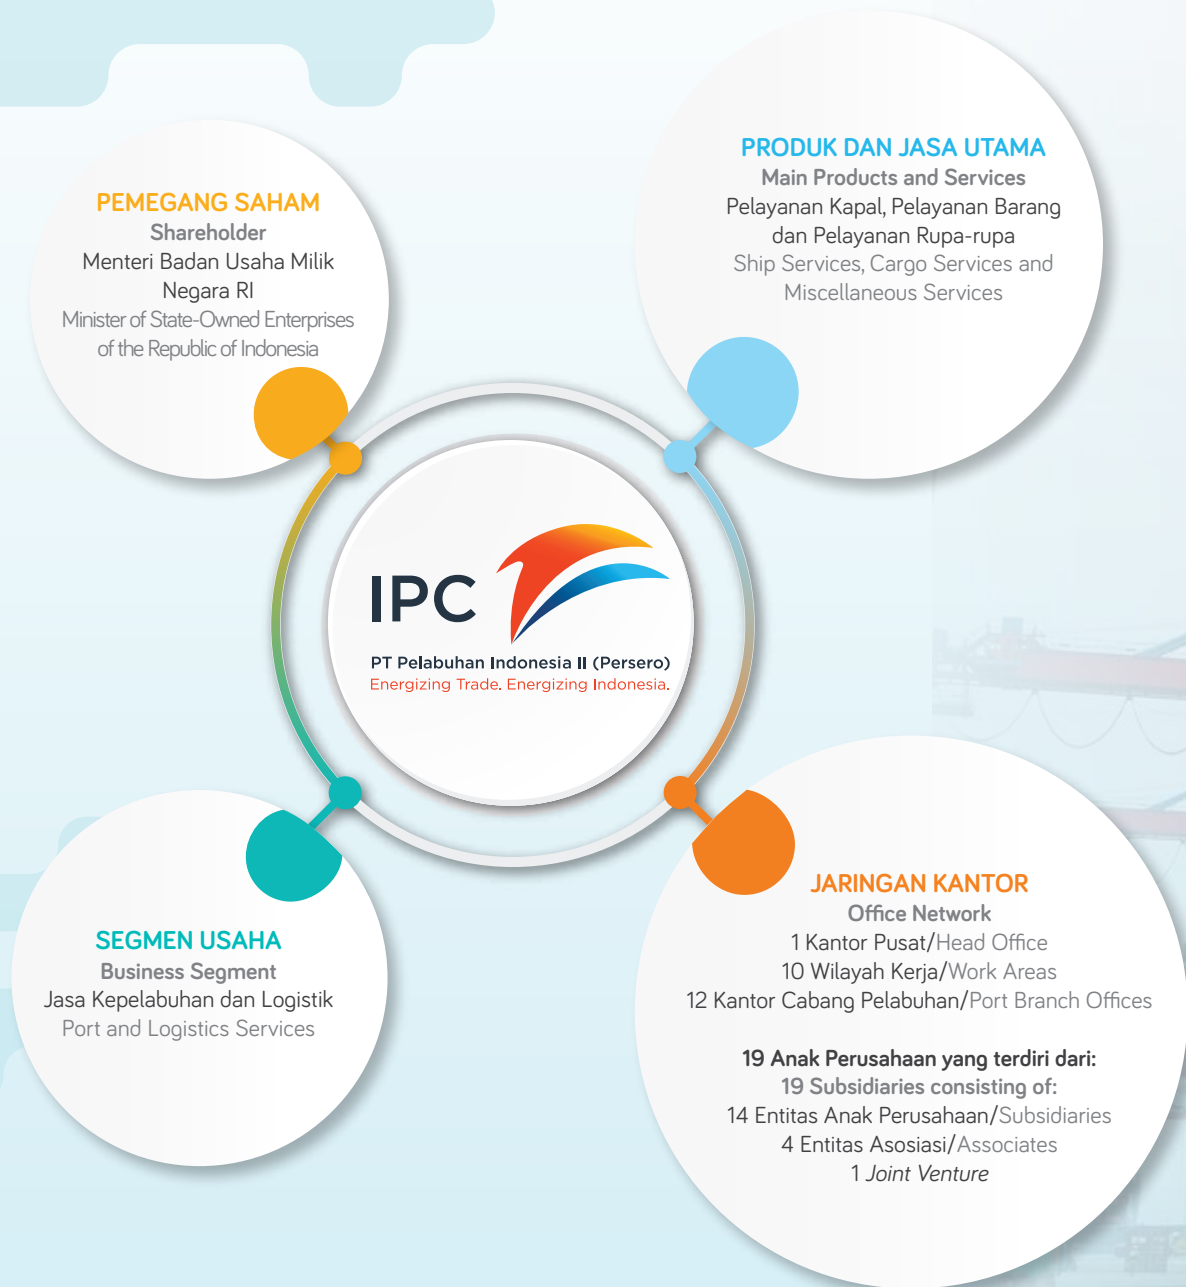 PEMEGANG SAHAM
Shareholder
Menteri Badan Usaha Milik
Negara RI
Minister of State-Owned Enterprises
of the Republic of Indonesia
PRODUK DAN JASA UTAMA
Main Products and Services
Pelayanan Kapal, Pelayanan Barang
dan Pelayanan Rupa-rupa
Ship Services, Cargo Services and
Miscellaneous Services
IPC
PT Pelabuhan Indonesia II (Persero)
Energizing Trade. Energizing Indonesia.
SEGMEN USAHA
Business Segment
Jasa Kepelabuhan dan Logistik
Port and Logistics Services
JARINGAN KANTOR
Office Network
1 Kantor Pusat/Head Office
10 Wilayah Kerja/Work Areas
12 Kantor Cabang Pelabuhan/Port Branch Offices
19 Anak Perusahaan yang terdiri dari:
19 Subsidiaries consisting of:
14 Entitas Anak Perusahaan/Subsidiaries
4 Entitas Asosiasi/Associates
1 Joint Venture